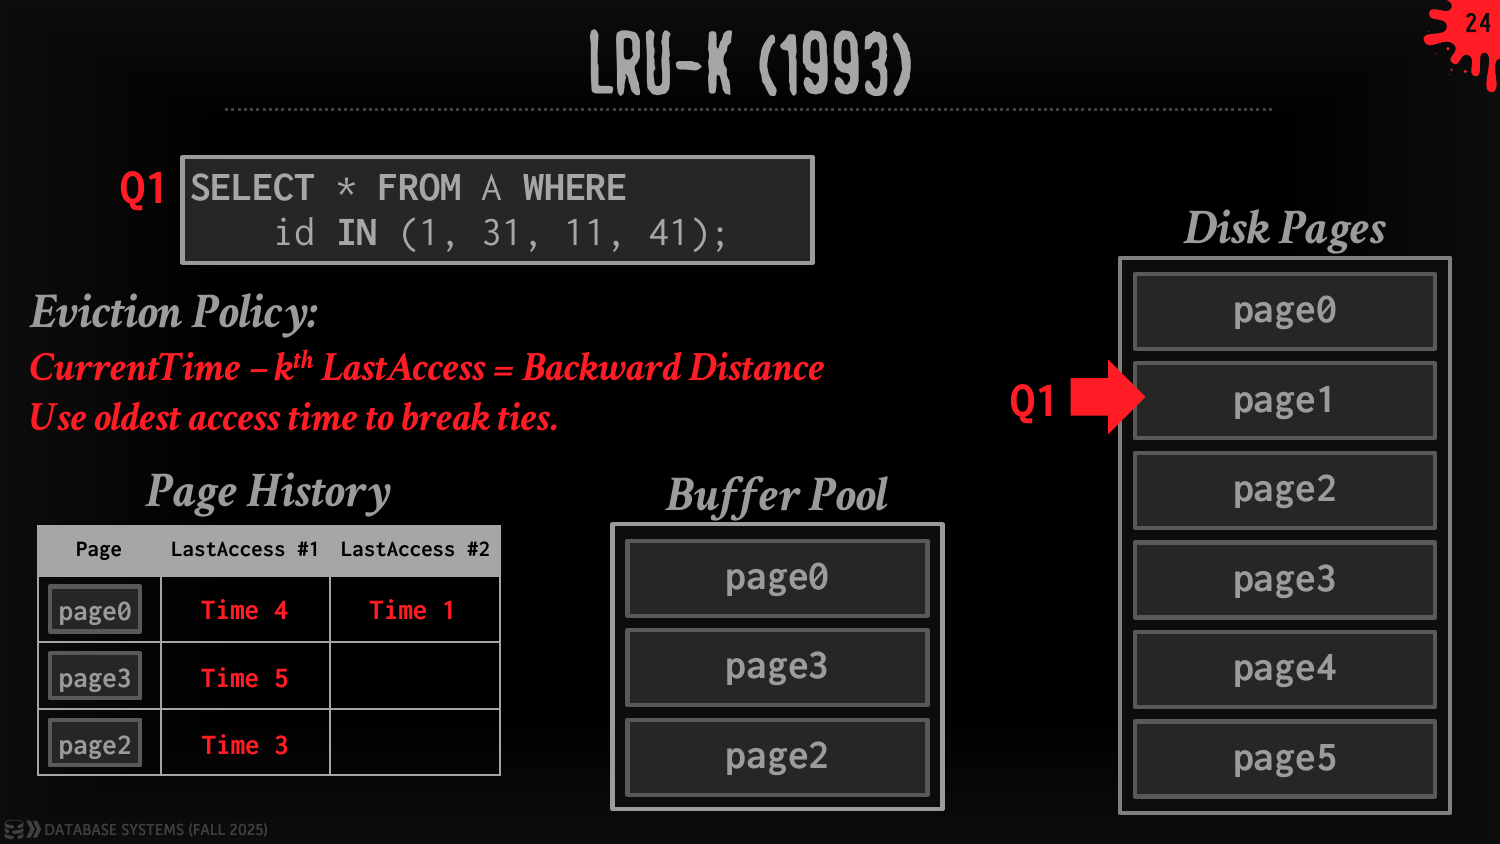 24
LRU-K (1993)
Q1
SELECT * FROM A WHERE
id IN (1, 31, 11, 41);
Eviction Policy:
CurrentTime – kth LastAccess = Backward Distance
Use oldest access time to break ties.
Page History
Page LastAccess #1 LastAccess #2
page0 Time 4 Time 1
page3 Time 5
page2 Time 3
Buffer Pool
page0
page3
page2
Disk Pages
page0
Q1
page1
page2
page3
page4
page5
DATABASE SYSTEMS (FALL 2025)